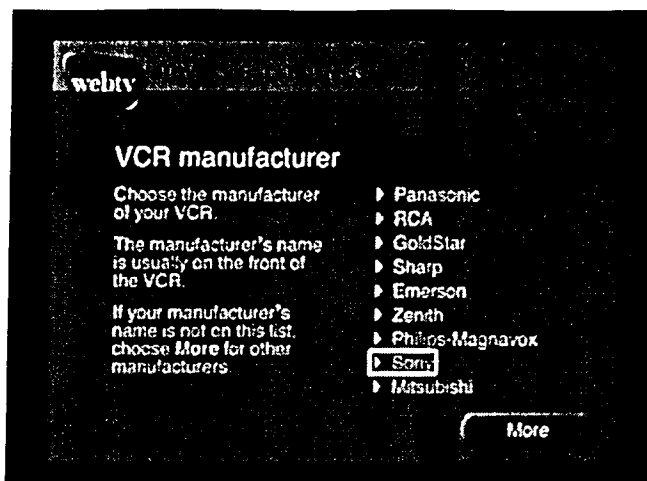 webtv
VCR manufacturer
Choose the manufacturer
of your VCR.
The manufacturer's name
is usually on the front of
the VCR.
If your manufacturer's
name is not on this list,
choose More for other
manufacturers
Panasonic
RCA
GoldStar
Sharp
Emerson
Zenith
Philips-Magnavox
Sony
Mitsubishi
More